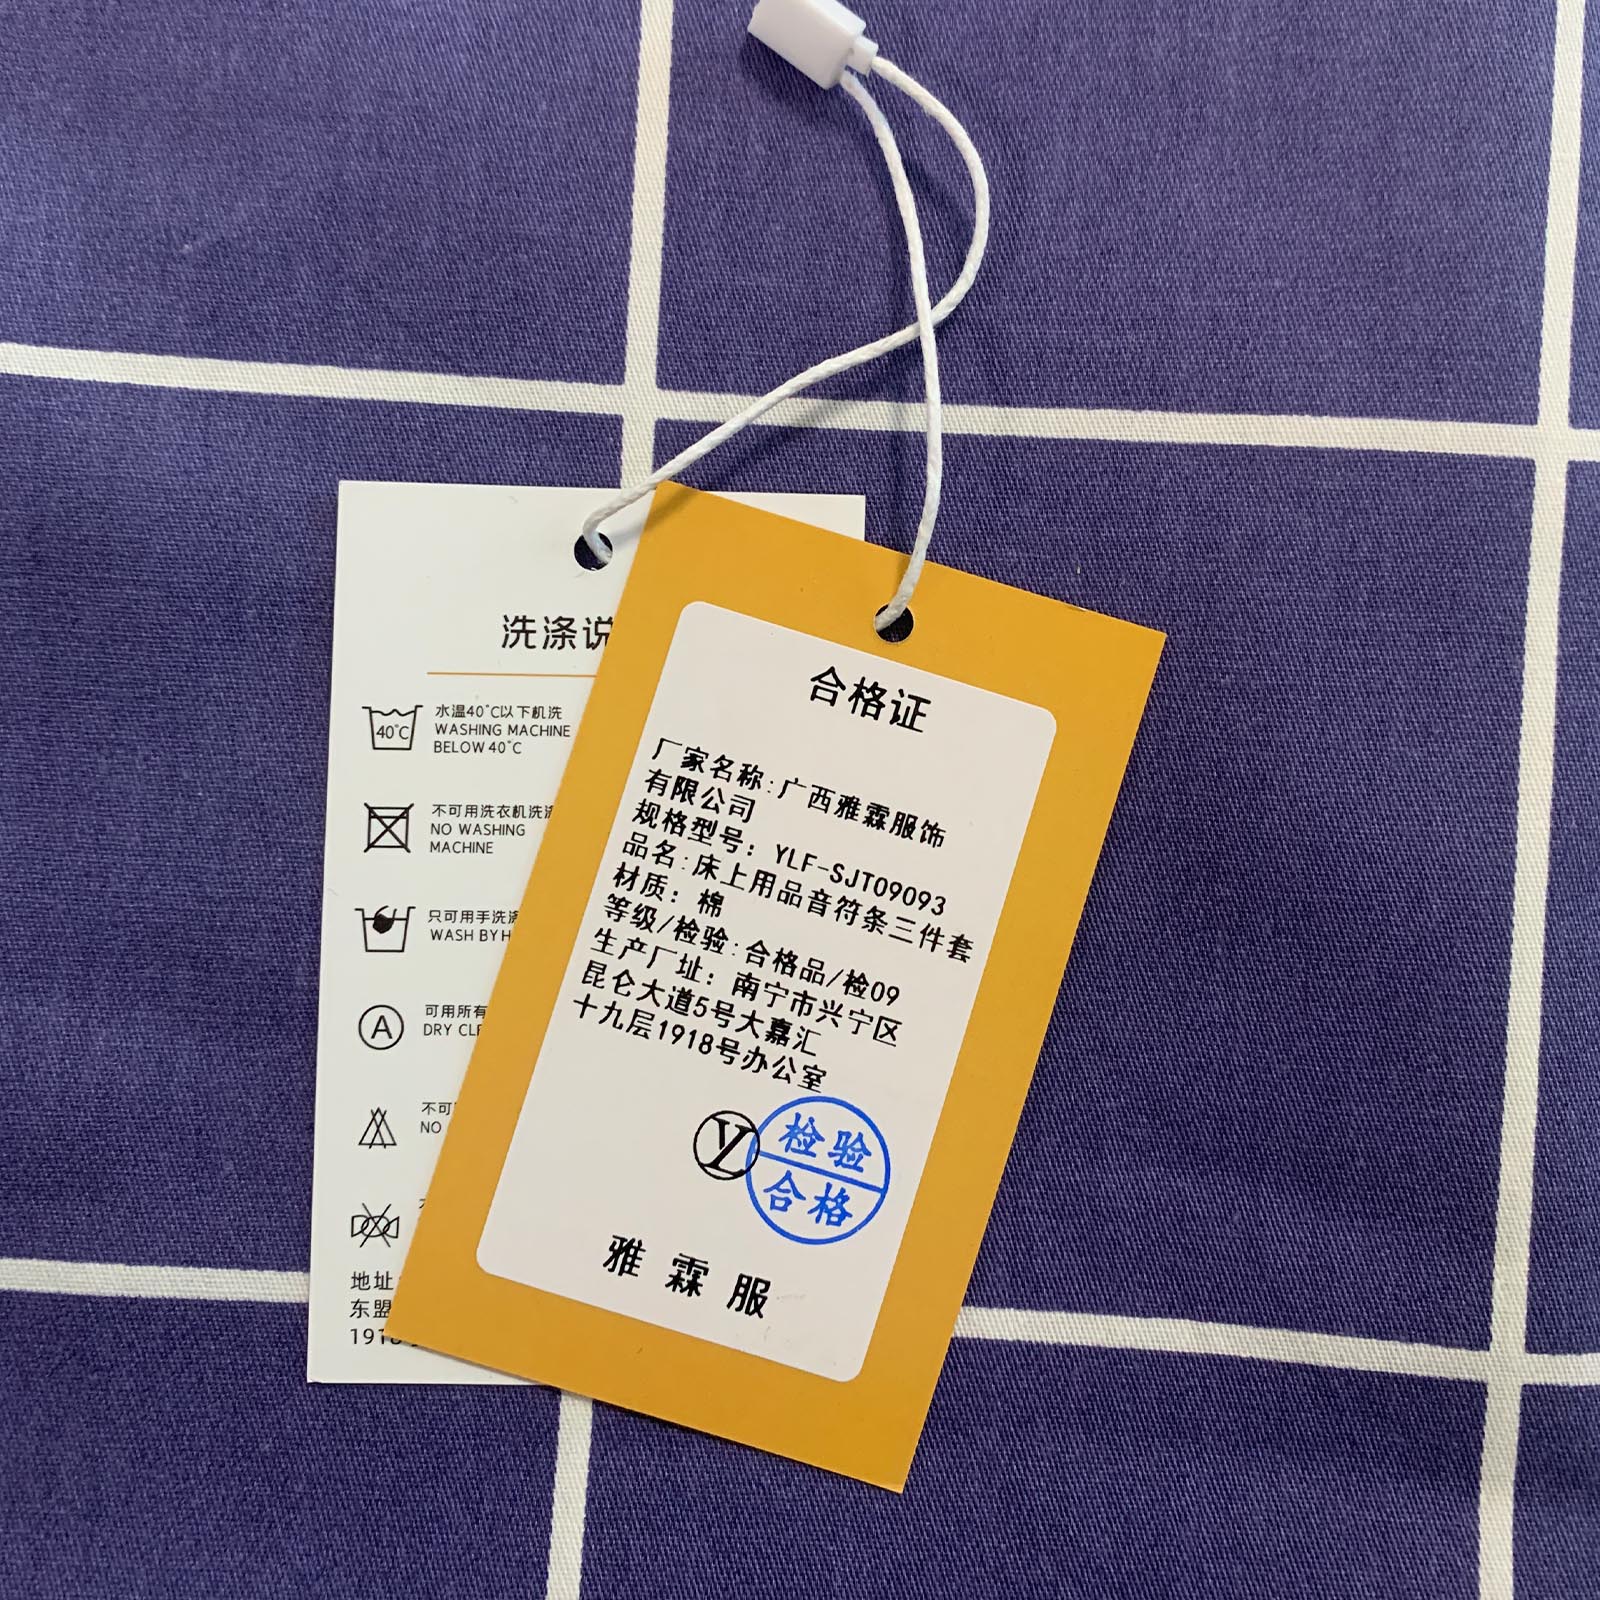 洗涤说
40°C
水温40°C以下机洗
WASHING MACHINE
BELOW 40°C
不可用洗衣机洗涤
NO WASHING
MACHINE
只可用手洗涤
WASH BY H
A
可用所有
DRY CLE
不可
NO
地址
东盟
191
合格证
厂家名称:广西雅霖服饰
有限公司
规格型号: YLF-SJT09093
品名:床上用品音符条三件套
材质: 棉
等级/检验:合格品/检09
生产厂址: 南宁市兴宁区
昆仑大道5号大嘉汇
十九层1918号办公室
Y
检验
合格
雅霖服